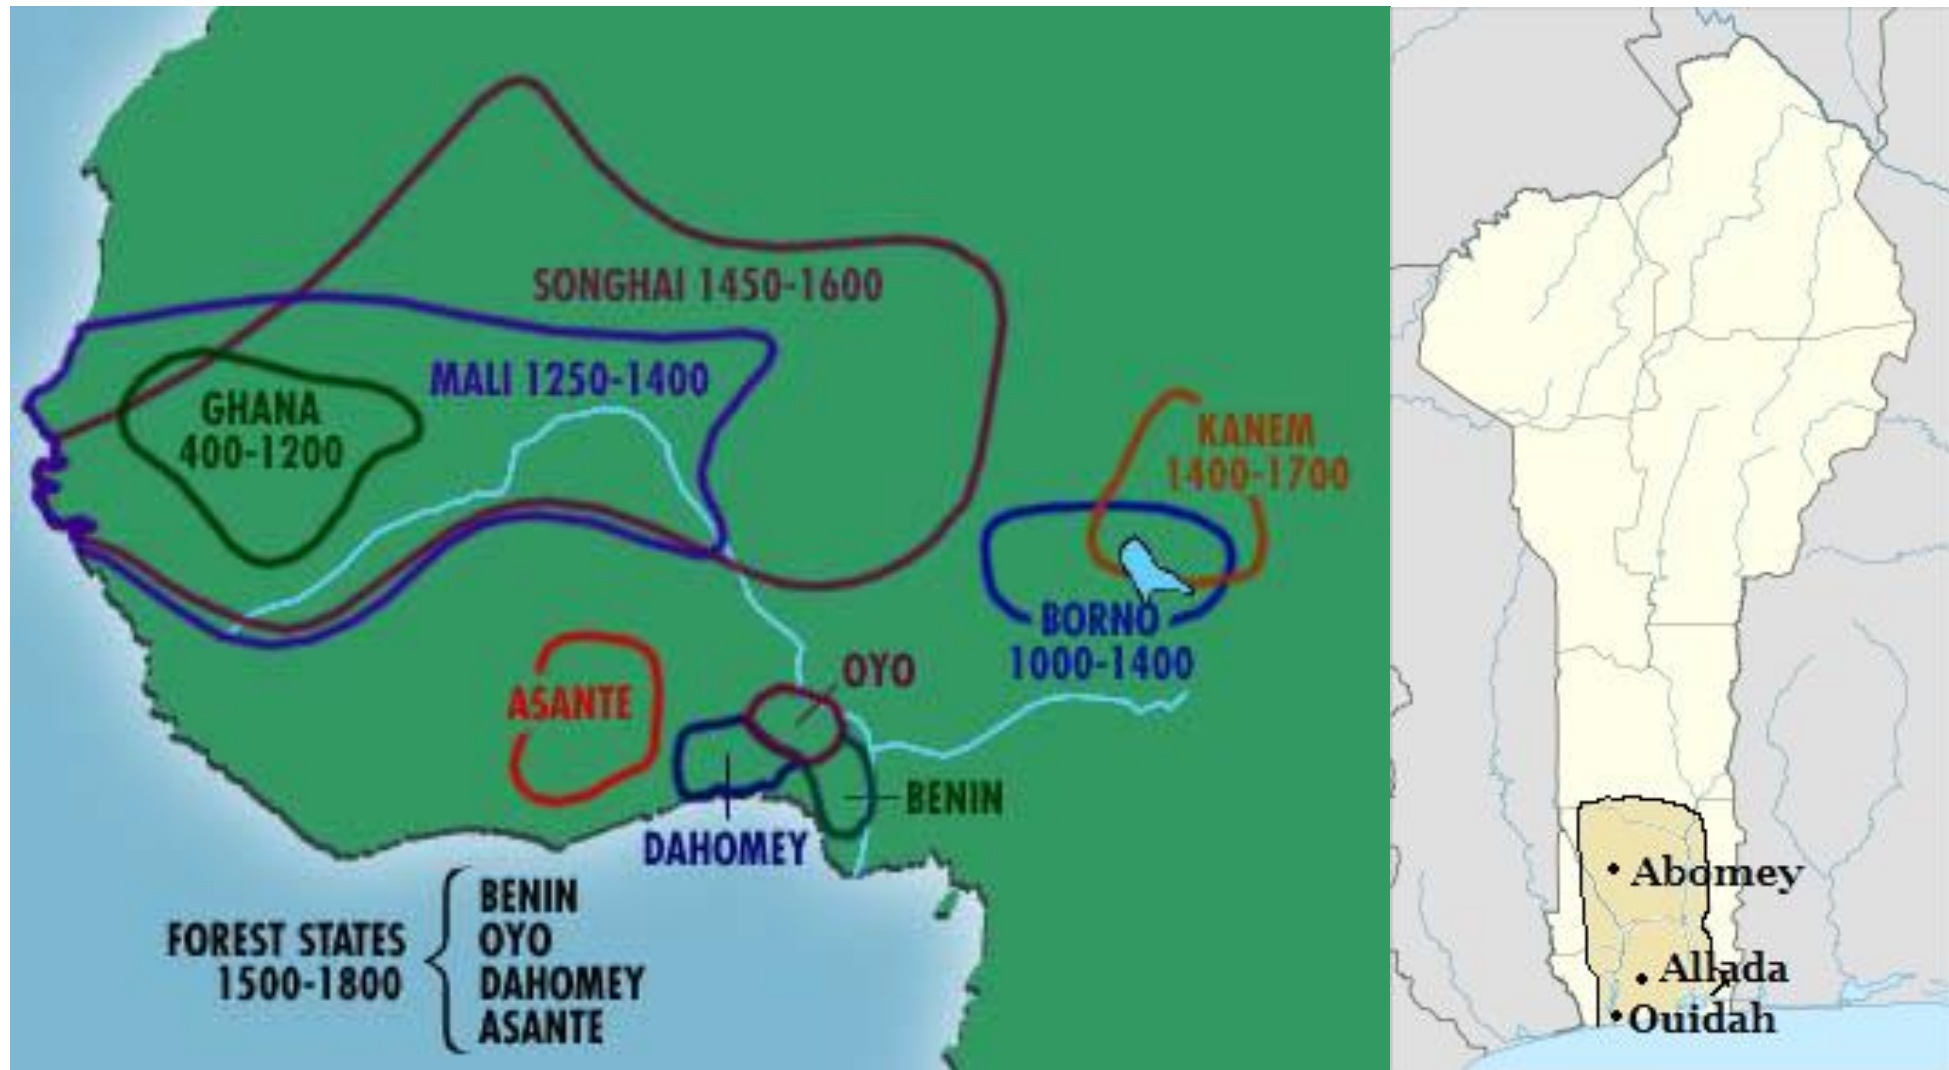 SONGHAI 1450-1600
MALI 1250-1400
GHANA
400-1200
KANEM
1400-1700
BORNO
1000-1400
OYO
ASANTE
BENIN
DAHOMEY
FOREST STATES
1500-1800
BENIN
OYO
DAHOMEY
ASANTE
Abomey
Allada
Ouidah